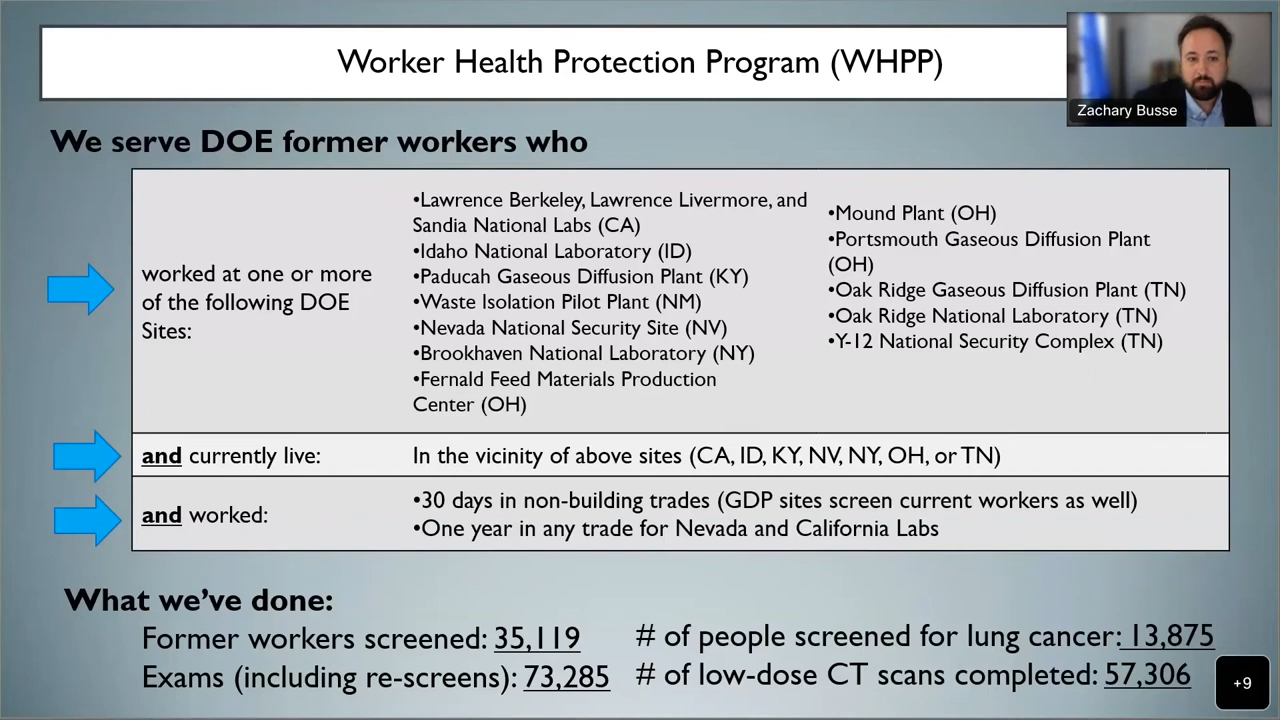 Worker Health Protection Program (WHPP)
Zachary Busse
We serve DOE former workers who
worked at one or more
of the following DOE
Sites:
•Lawrence Berkeley, Lawrence Livermore, and
Sandia National Labs (CA)
•Idaho National Laboratory (ID)
•Paducah Gaseous Diffusion Plant (KY)
•Waste Isolation Pilot Plant (NM)
•Nevada National Security Site (NV)
•Brookhaven National Laboratory (NY)
•Fernald Feed Materials Production
Center (OH)
•Mound Plant (OH)
•Portsmouth Gaseous Diffusion Plant
(OH)
•Oak Ridge Gaseous Diffusion Plant (TN)
•Oak Ridge National Laboratory (TN)
•Y-12 National Security Complex (TN)
and currently live:
In the vicinity of above sites (CA, ID, KY, NV, NY, OH, or TN)
and worked:
•30 days in non-building trades (GDP sites screen current workers as well)
•One year in any trade for Nevada and California Labs
What we've done:
Former workers screened: 35,119
Exams (including re-screens): 73,285
# of people screened for lung cancer: 13,875
# of low-dose CT scans completed: 57,306
+9